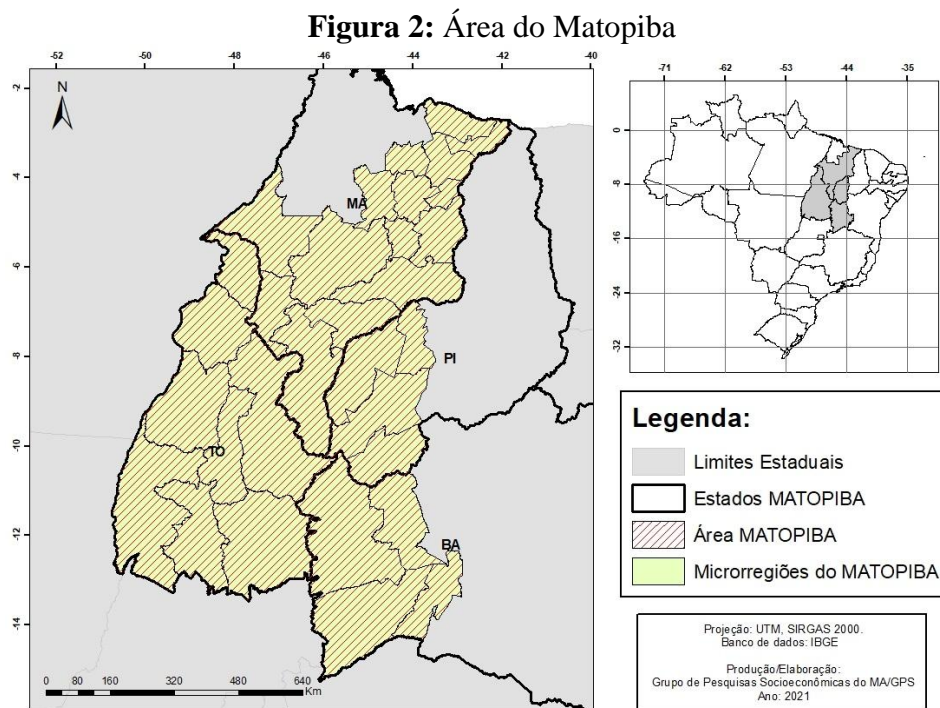 Figura 2: Área do Matopiba
-52 -50 -48 -46 -44 -42 -40
N
-2
-4
-6
-8
-10
-12
-14
MA
PI
TO
BA
0 40 80 160 320 480 640
Km
-71 -62 -53 -44 -35
0
-8
-16
-24
-32
Legenda:
Limites Estaduais
Estados MATOPIBA
Área MATOPIBA
Microrregiões do MATOPIBA
Projeção: UTM, SIRGAS 2000.
Banco de dados: IBGE
Produção/Elaboração:
Grupo de Pesquisas Socioeconômicas do MA/GPS
Ano: 2021